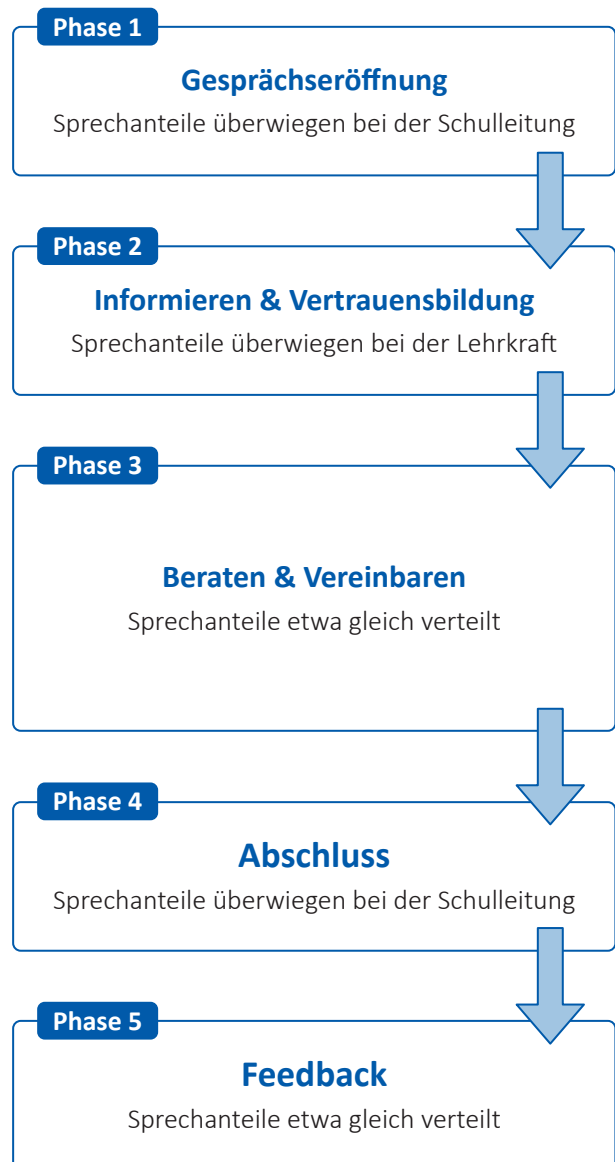 Phase 1
Gesprächseröffnung
Sprechanteile überwiegen bei der Schulleitung
Phase 2
Informieren & Vertrauensbildung
Sprechanteile überwiegen bei der Lehrkraft
Phase 3
Beraten & Vereinbaren
Sprechanteile etwa gleich verteilt
Phase 4
Abschluss
Sprechanteile überwiegen bei der Schulleitung
Phase 5
Feedback
Sprechanteile etwa gleich verteilt